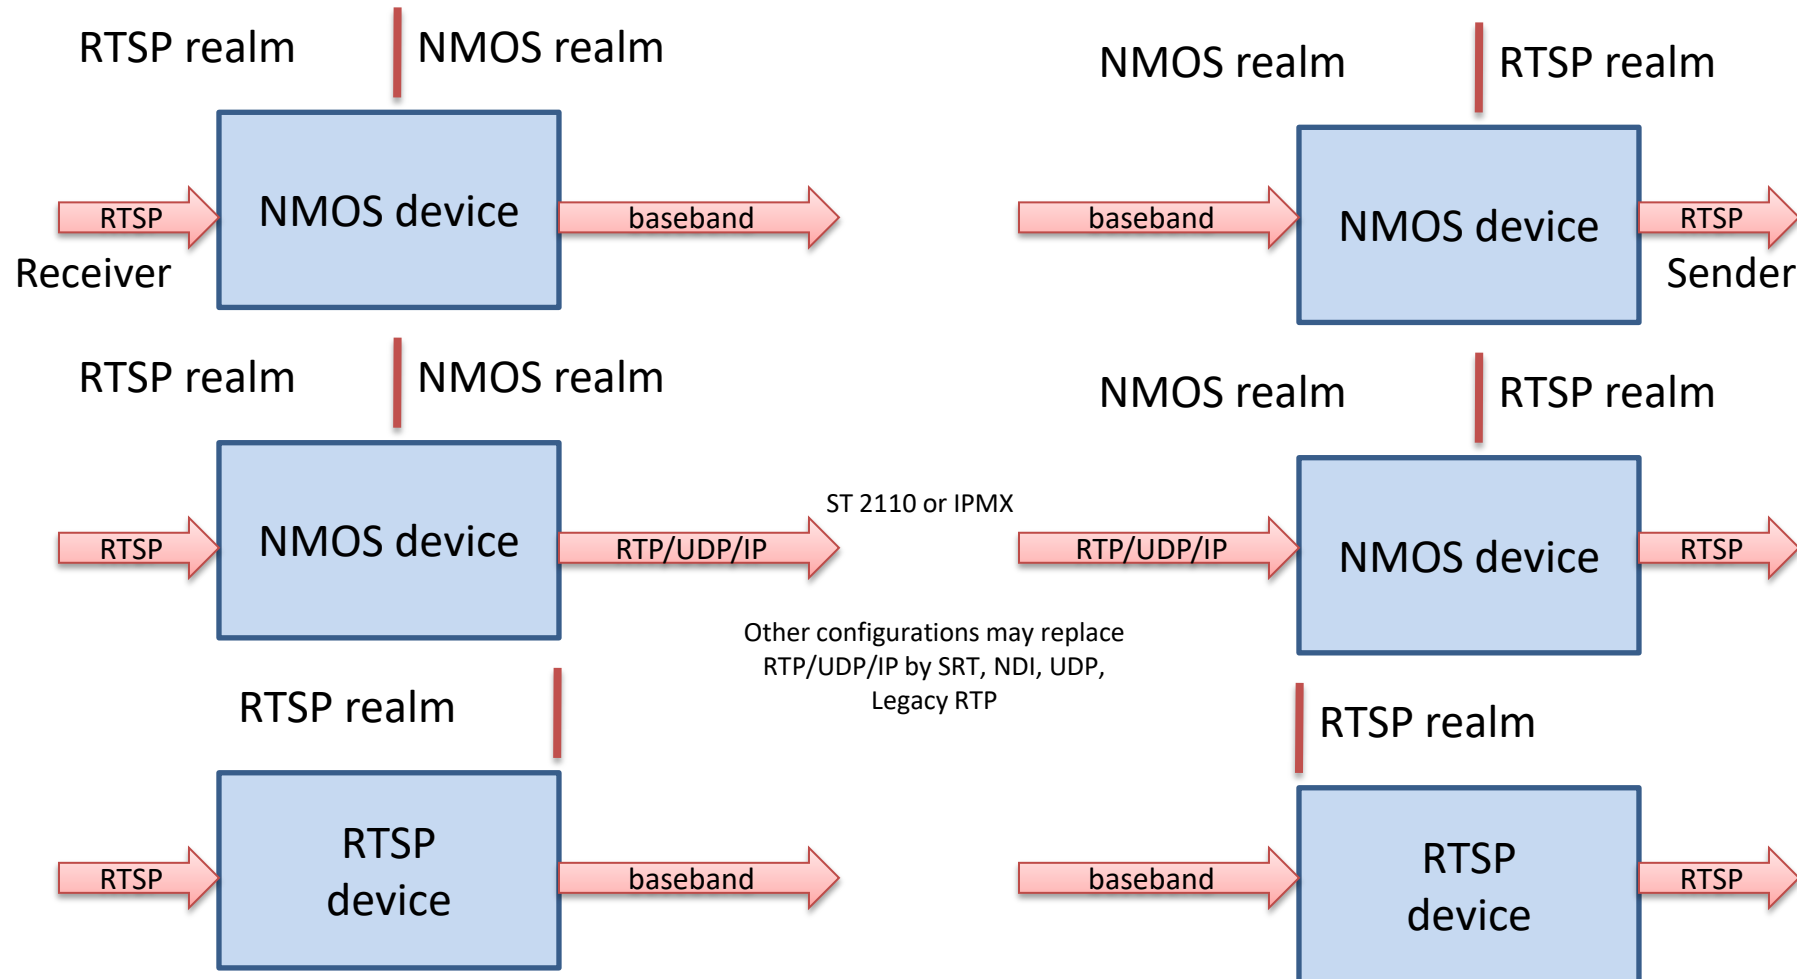 RTSP realm
NMOS realm
NMOS realm
RTSP realm
RTSP
NMOS device
baseband
Receiver
baseband
NMOS device
RTSP
Sender
RTSP realm
NMOS realm
NMOS realm
RTSP realm
RTSP
NMOS device
RTP/UDP/IP
ST 2110 or IPMX
RTP/UDP/IP
NMOS device
RTSP
Other configurations may replace
RTP/UDP/IP by SRT, NDI, UDP,
Legacy RTP
RTSP realm
RTSP realm
RTSP
RTSP
device
baseband
baseband
RTSP
device
RTSP